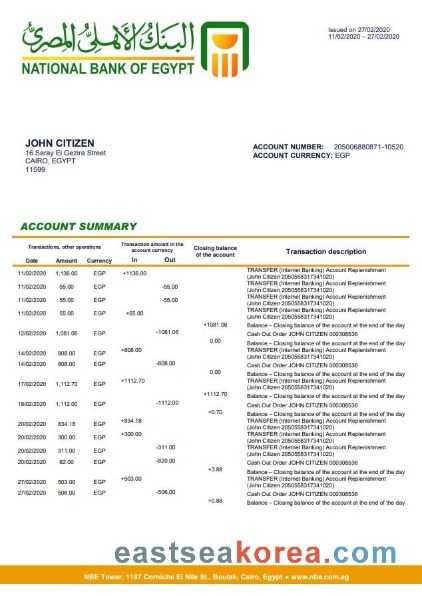 البنك الأهلي المصري
NATIONAL BANK OF EGYPT
Issued on 27/02/2020
11/02/2020 – 27/02/2020
JOHN CITIZEN
16 Saray El Gezira Street
CAIRO, EGYPT
11599
ACCOUNT NUMBER: 205006880871-10520
ACCOUNT CURRENCY: EGP
ACCOUNT SUMMARY
Transactions, other operations
Transaction amount in the
account currency
Closing balance
of the account
Transaction description
Date Amount Currency In Out
11/02/2020 1,136.00 EGP +1136.00 TRANSFER (Internet Banking) Account Replenishment
(John Citizen 2050558317341020)
11/02/2020 55.00 EGP -55.00 TRANSFER (Internet Banking) Account Replenishment
(John Citizen 2050558317341020)
11/02/2020 55.00 EGP -55.00 TRANSFER (Internet Banking) Account Replenishment
(John Citizen 2050558317341020)
11/02/2020 55.00 EGP +55.00 TRANSFER (Internet Banking) Account Replenishment
(John Citizen 2050558317341020)
+1081.06 Balance – Closing balance of the account at the end of the day
12/02/2020 1,081.06 EGP -1081.06 Cash Out Order JOHN CITIZEN 000308536
0.00 Balance – Closing balance of the account at the end of the day
14/02/2020 808.00 EGP +808.00 TRANSFER (Internet Banking) Account Replenishment
(John Citizen 2050558317341020)
14/02/2020 808.00 EGP -808.00 Cash Out Order JOHN CITIZEN 000308536
0.00 Balance – Closing balance of the account at the end of the day
17/02/2020 1,112.70 EGP +1112.70 TRANSFER (Internet Banking) Account Replenishment
(John Citizen 2050558317341020)
+1112.70 Balance – Closing balance of the account at the end of the day
18/02/2020 1,112.00 EGP -1112.00 Cash Out Order JOHN CITIZEN 000308536
+0.70 Balance – Closing balance of the account at the end of the day
20/02/2020 834.18 EGP +834.18 TRANSFER (Internet Banking) Account Replenishment
(John Citizen 2050558317341020)
20/02/2020 300.00 EGP +300.00 TRANSFER (Internet Banking) Account Replenishment
(John Citizen 2050558317341020)
20/02/2020 311.00 EGP -311.00 Cash Out Order JOHN CITIZEN 000308536
20/02/2020 82.00 EGP -820.00 Cash Out Order JOHN CITIZEN 000308536
+3.88 Balance – Closing balance of the account at the end of the day
27/02/2020 503.00 EGP +503.00 TRANSFER (Internet Banking) Account Replenishment
(John Citizen 2050558317341020)
27/02/2020 506.00 EGP -506.00 Cash Out Order JOHN CITIZEN 000308536
+0.88 Balance – Closing balance of the account at the end of the day
eastseakorea.com
NBE Tower, 1187 Corniche El Nile St., Boulak, Cairo, Egypt ● www.nbe.com.eg